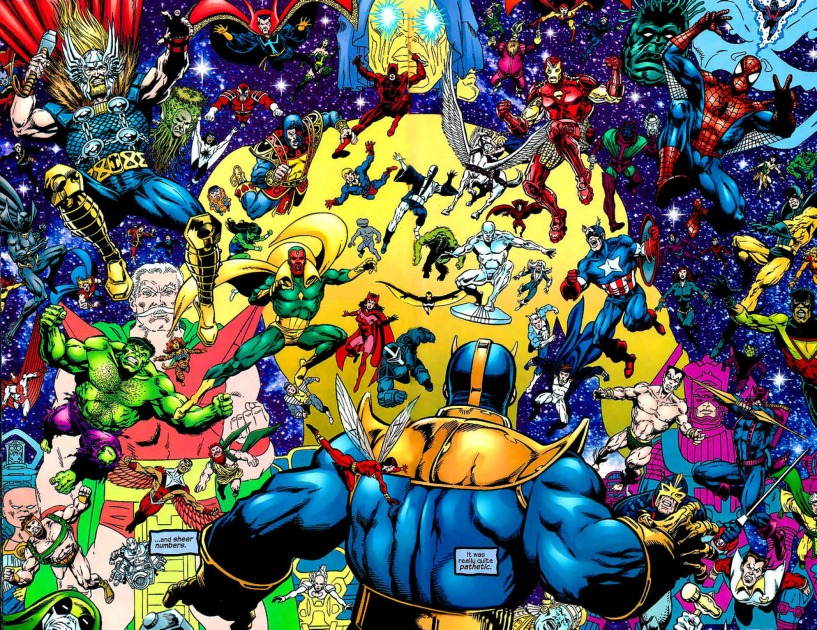 ...and sheer
numbers.
It was
really quite
pathetic.